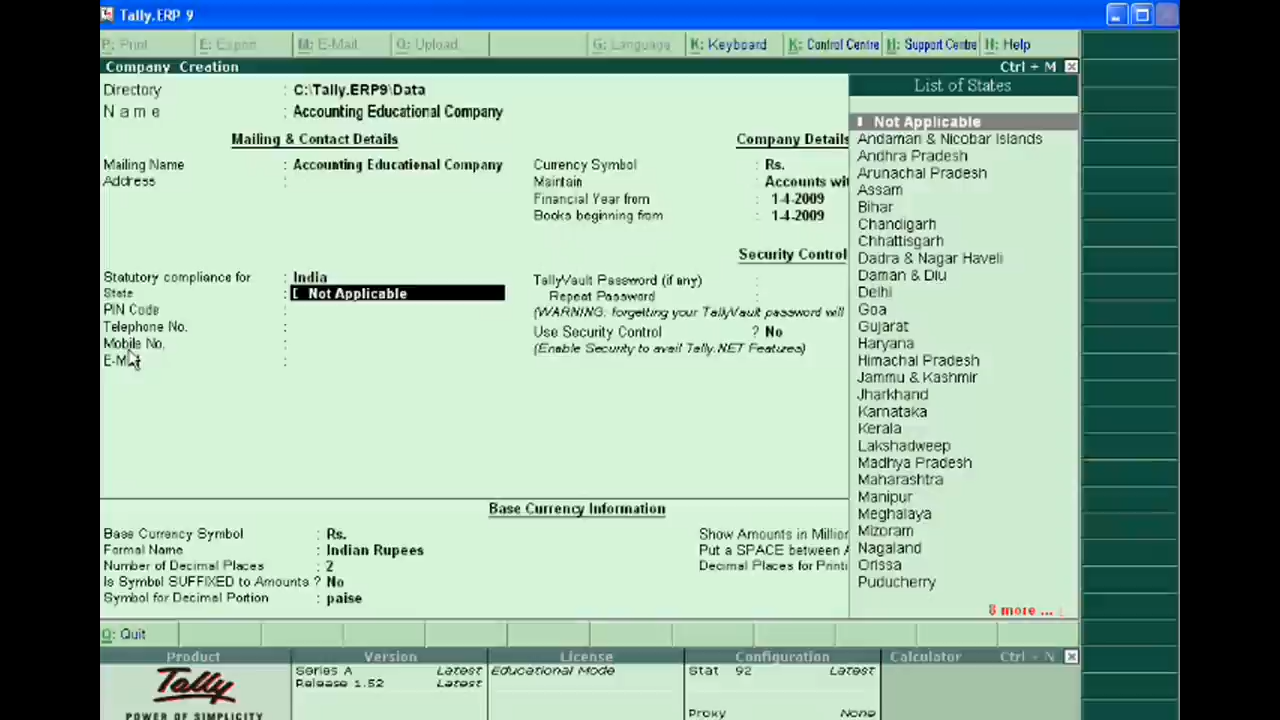 Tally.ERP 9
P: Print E: Export M: E-Mail O: Upload G: Language K: Keyboard K: Control Centre H: Support Centre H: Help
Company Creation Ctrl + M
Directory : C:\Tally.ERP9\Data
Name : Accounting Educational Company
Mailing & Contact Details
Company Details
Mailing Name : Accounting Educational Company
Address :
Currency Symbol : Rs.
Maintain : Accounts wit
Financial Year from : 1-4-2009
Books beginning from : 1-4-2009
Security Control
Statutory compliance for : India
State : Not Applicable
PIN Code :
Telephone No. :
Mobile No. :
E-Mail :
TallyVault Password (if any) :
Repeat Password :
(WARNING: forgetting your TallyVault password will
Use Security Control ? No
(Enable Security to avail Tally.NET Features)
List of States
Not Applicable
Andaman & Nicobar Islands
Andhra Pradesh
Arunachal Pradesh
Assam
Bihar
Chandigarh
Chhattisgarh
Dadra & Nagar Haveli
Daman & Diu
Delhi
Goa
Gujarat
Haryana
Himachal Pradesh
Jammu & Kashmir
Jharkhand
Karnataka
Kerala
Lakshadweep
Madhya Pradesh
Maharashtra
Manipur
Meghalaya
Mizoram
Nagaland
Orissa
Puducherry
8 more ...
Base Currency Information
Base Currency Symbol : Rs.
Formal Name : Indian Rupees
Number of Decimal Places : 2
Is Symbol SUFFIXED to Amounts ? No
Symbol for Decimal Portion : paise
Show Amounts in Million
Put a SPACE between A
Decimal Places for Printi
Q: Quit
Product Version License Configuration Calculator Ctrl + N
Tally
POWER OF SIMPLICITY
Series A Latest
Release 1.52 Latest
Educational Mode
Stat 92 Latest
Proxy None